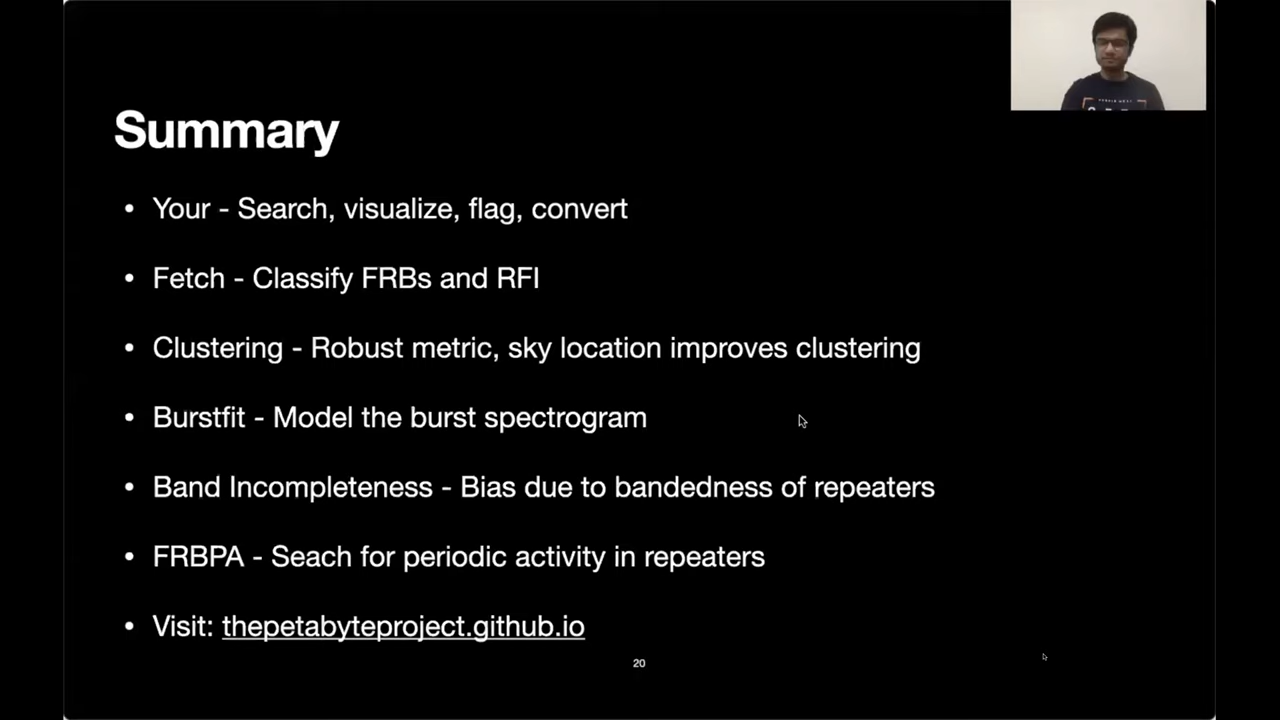 Summary
• Your - Search, visualize, flag, convert
• Fetch - Classify FRBs and RFI
• Clustering - Robust metric, sky location improves clustering
• Burstfit - Model the burst spectrogram
• Band Incompleteness - Bias due to bandedness of repeaters
• FRBPA - Seach for periodic activity in repeaters
• Visit: thepetabyteproject.github.io
20